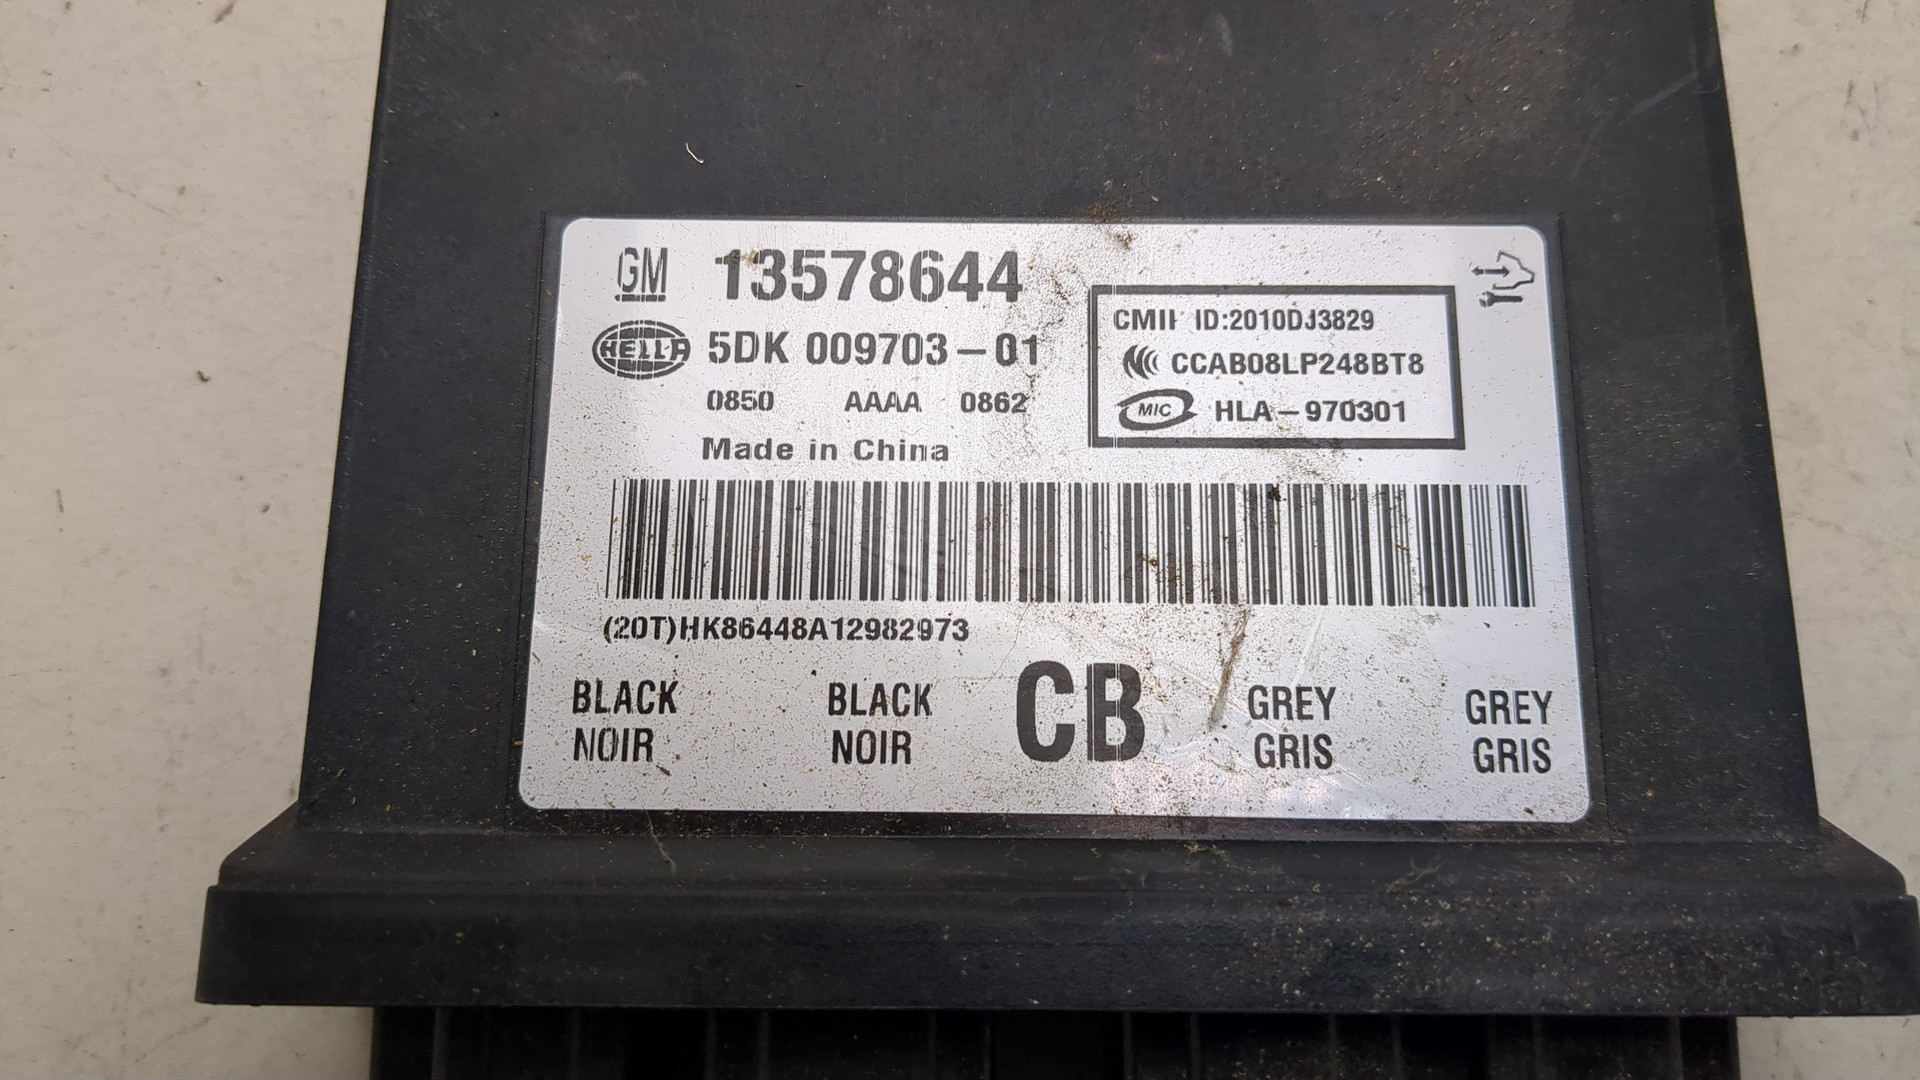 GM 13578644
HELLA 5DK 009703-01
0850 AAAA 0862
Made in China
CMII ID:2010DJ3829
CCAB08LP248BT8
MIC HLA-970301
(20T)HK86448A12982973
BLACK BLACK CB GREY GREY
NOIR NOIR GRIS GRIS